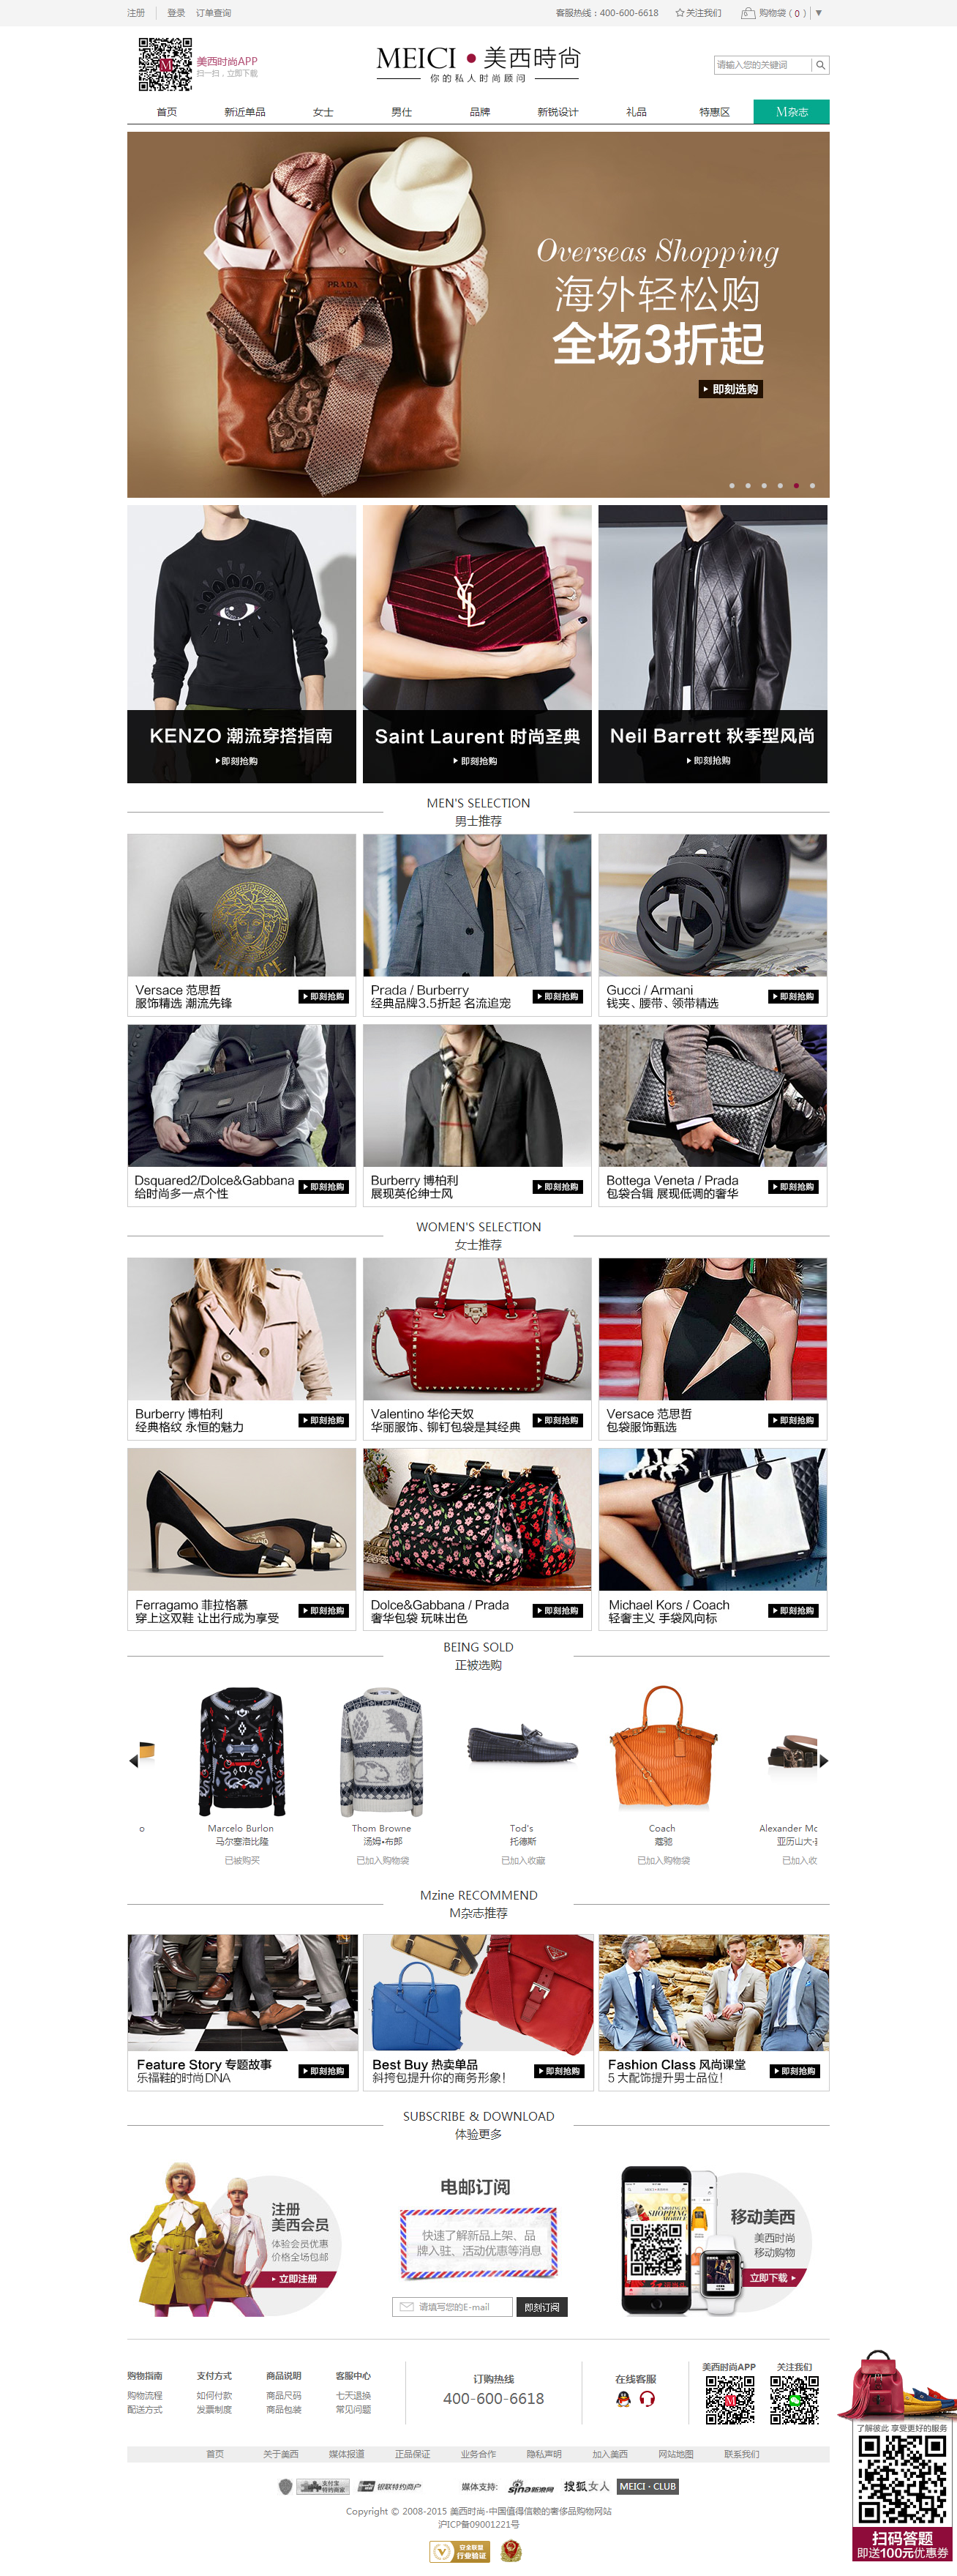 注册 登录 订单查询 客服热线：400-600-6618 关注我们 购物袋 ( 0 ) ▼
美西时尚APP
扫一扫，立即下载
MEICI•美西時尚
你的私人时尚顾问
请输入您的关键词
首页 新近单品 女士 男仕 品牌 新锐设计 礼品 特惠区 M杂志
PRADA
Overseas Shopping
海外轻松购
全场3折起
即刻选购
KENZO 潮流穿搭指南
即刻抢购
Saint Laurent 时尚圣典
即刻抢购
Neil Barrett 秋季型风尚
即刻抢购
MEN'S SELECTION
男士推荐
Versace 范思哲
服饰精选 潮流先锋
即刻抢购
Prada / Burberry
经典品牌3.5折起 名流追宠
即刻抢购
Gucci / Armani
钱夹、腰带、领带精选
即刻抢购
Dsquared2/Dolce&Gabbana
给时尚多一点个性
即刻抢购
Burberry 博柏利
展现英伦绅士风
即刻抢购
Bottega Veneta / Prada
包袋合辑 展现低调的奢华
即刻抢购
WOMEN'S SELECTION
女士推荐
Burberry 博柏利
经典格纹 永恒的魅力
即刻抢购
Valentino 华伦天奴
华丽服饰、铆钉包袋是其经典
即刻抢购
Versace 范思哲
包袋服饰甄选
即刻抢购
Ferragamo 菲拉格慕
穿上这双鞋 让出行成为享受
即刻抢购
Dolce&Gabbana / Prada
奢华包袋 玩味出色
即刻抢购
Michael Kors / Coach
轻奢主义 手袋风向标
即刻抢购
BEING SOLD
正被选购
o
Marcelo Burlon
马尔塞洛比隆
已被购买
Thom Browne
汤姆•布郎
已加入购物袋
Tod's
托德斯
已加入收藏
Coach
蔻驰
已加入购物袋
Alexander Mc
亚历山大·
已加入收
Mzine RECOMMEND
M杂志推荐
Feature Story 专题故事
乐福鞋的时尚DNA
即刻抢购
Best Buy 热卖单品
斜挎包提升你的商务形象！
即刻抢购
Fashion Class 风尚课堂
5 大配饰提升男士品位！
即刻抢购
SUBSCRIBE & DOWNLOAD
体验更多
注册
美西会员
体验会员优惠
价格全场包邮
立即注册
电邮订阅
快速了解新品上架、品
牌入驻、活动优惠等消息
请填写您的E-mail
即刻订阅
移动美西
美西时尚
移动购物
立即下载
购物指南 支付方式 商品说明 客服中心
购物流程 如何付款 商品尺码 七天退换
配送方式 发票制度 商品包装 常见问题
订购热线
400-600-6618
在线客服
美西时尚APP 关注我们
了解彼此 享受更好的服务
扫码答题
即送100元优惠券
首页 关于美西 媒体报道 正品保证 业务合作 隐私声明 加入美西 网站地图 联系我们
支付宝
特约商家
银联特约商户
媒体支持：
sina新浪网
搜狐女人
MEICI · CLUB
Copyright © 2008-2015 美西时尚-中国值得信赖的奢侈品购物网站
沪ICP备09001221号
安全联盟
行业验证